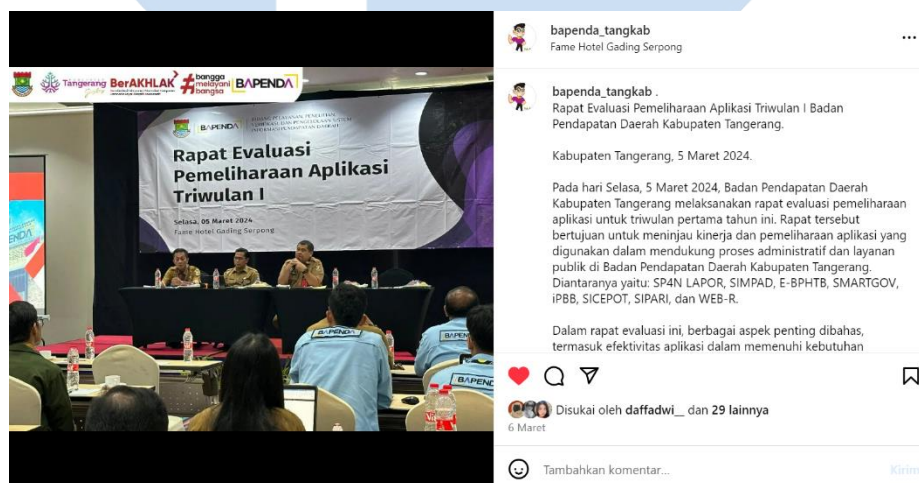 bapenda_tangkab
Fame Hotel Gading Serpong
Tangerang
BerAKHLAK
#bangga
melayani
bangsa
BAPENDA
BAPENDA
Rapat Evaluasi
Pemeliharaan Aplikasi
Triwulan I
Selasa, 05 Maret 2024
Fame Hotel Gading Serpong
BAPENDA
BAPEN
BAPEND
bapenda_tangkab .
Rapat Evaluasi Pemeliharaan Aplikasi Triwulan I Badan
Pendapatan Daerah Kabupaten Tangerang.
Kabupaten Tangerang, 5 Maret 2024.
Pada hari Selasa, 5 Maret 2024, Badan Pendapatan Daerah
Kabupaten Tangerang melaksanakan rapat evaluasi pemeliharaan
aplikasi untuk triwulan pertama tahun ini. Rapat tersebut
bertujuan untuk meninjau kinerja dan pemeliharaan aplikasi yang
digunakan dalam mendukung proses administratif dan layanan
publik di Badan Pendapatan Daerah Kabupaten Tangerang.
Diantaranya yaitu: SP4N LAPOR, SIMPAD, E-BPHTB, SMARTGOV,
iPBB, SICEPOT, SIPARI, dan WEB-R.
Dalam rapat evaluasi ini, berbagai aspek penting dibahas,
termasuk efektivitas aplikasi dalam memenuhi kebutuhan
Disukai oleh daffadwi__ dan 29 lainnya
6 Maret
Tambahkan komentar...
Kirim